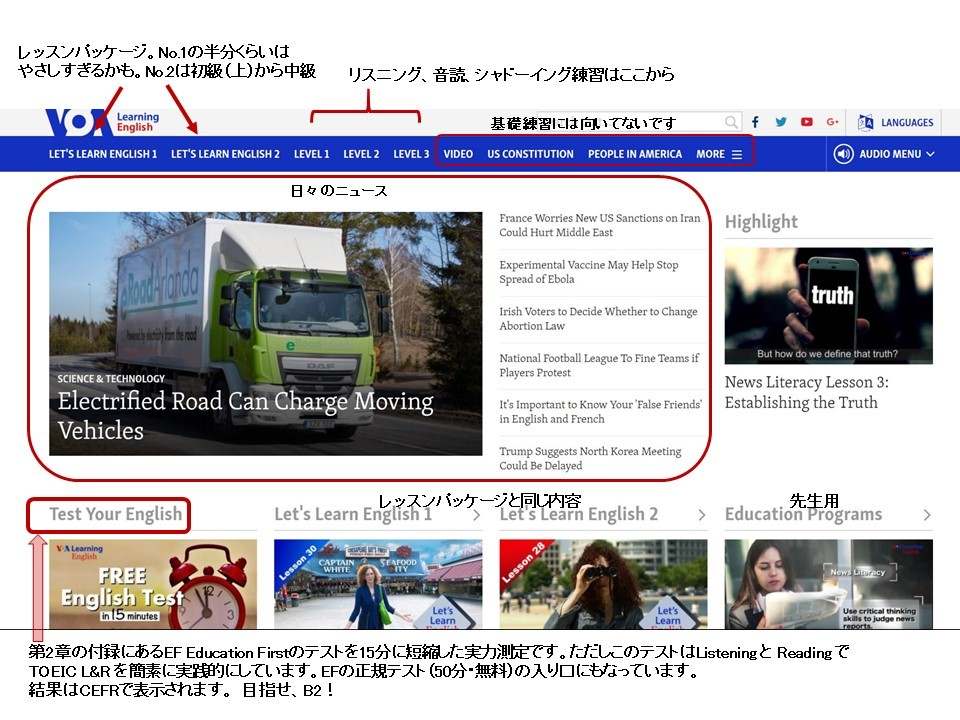 レッスンパッケージ。No.1の半分くらいは
やさしすぎるかも。No.2は初級（上）から中級
リスニング、音読、シャドーイング練習はここから
VOA Learning
English
基礎練習には向いてないです
LANGUAGES
LET'S LEARN ENGLISH 1 LET'S LEARN ENGLISH 2 LEVEL 1 LEVEL 2 LEVEL 3 VIDEO US CONSTITUTION PEOPLE IN AMERICA MORE AUDIO MENU
日々のニュース
eRoadArlanda
Powered by electricity from the road
DAF
SCIENCE & TECHNOLOGY
Electrified Road Can Charge Moving
Vehicles
France Worries New US Sanctions on Iran
Could Hurt Middle East
Experimental Vaccine May Help Stop
Spread of Ebola
Irish Voters to Decide Whether to Change
Abortion Law
National Football League To Fine Teams if
Players Protest
It's Important to Know Your 'False Friends'
in English and French
Trump Suggests North Korea Meeting
Could Be Delayed
Highlight
truth
But how do we define that truth?
News Literacy Lesson 3:
Establishing the Truth
レッスンパッケージと同じ内容
先生用
Test Your English
Let's Learn English 1
Let's Learn English 2
Education Programs
VOA Learning
English
FREE
English Test
in 15 minutes
Lesson 30
CAPTAIN
WHITE
SEAFOOD
CITY
Let's
Learn
English
Lesson 28
Let's
Learn
English
VOA Learning
English
News Literacy
Use critical thinking
skills to judge news
reports.
第2章の付録にあるEF Education Firstのテストを15分に短縮した実力測定です。ただしこのテストはListeningと Readingで
TOEIC L&Rを簡素に実践的にしています。EFの正規テスト（50分・無料）の入り口にもなっています。
結果はCEFRで表示されます。 目指せ、B2！